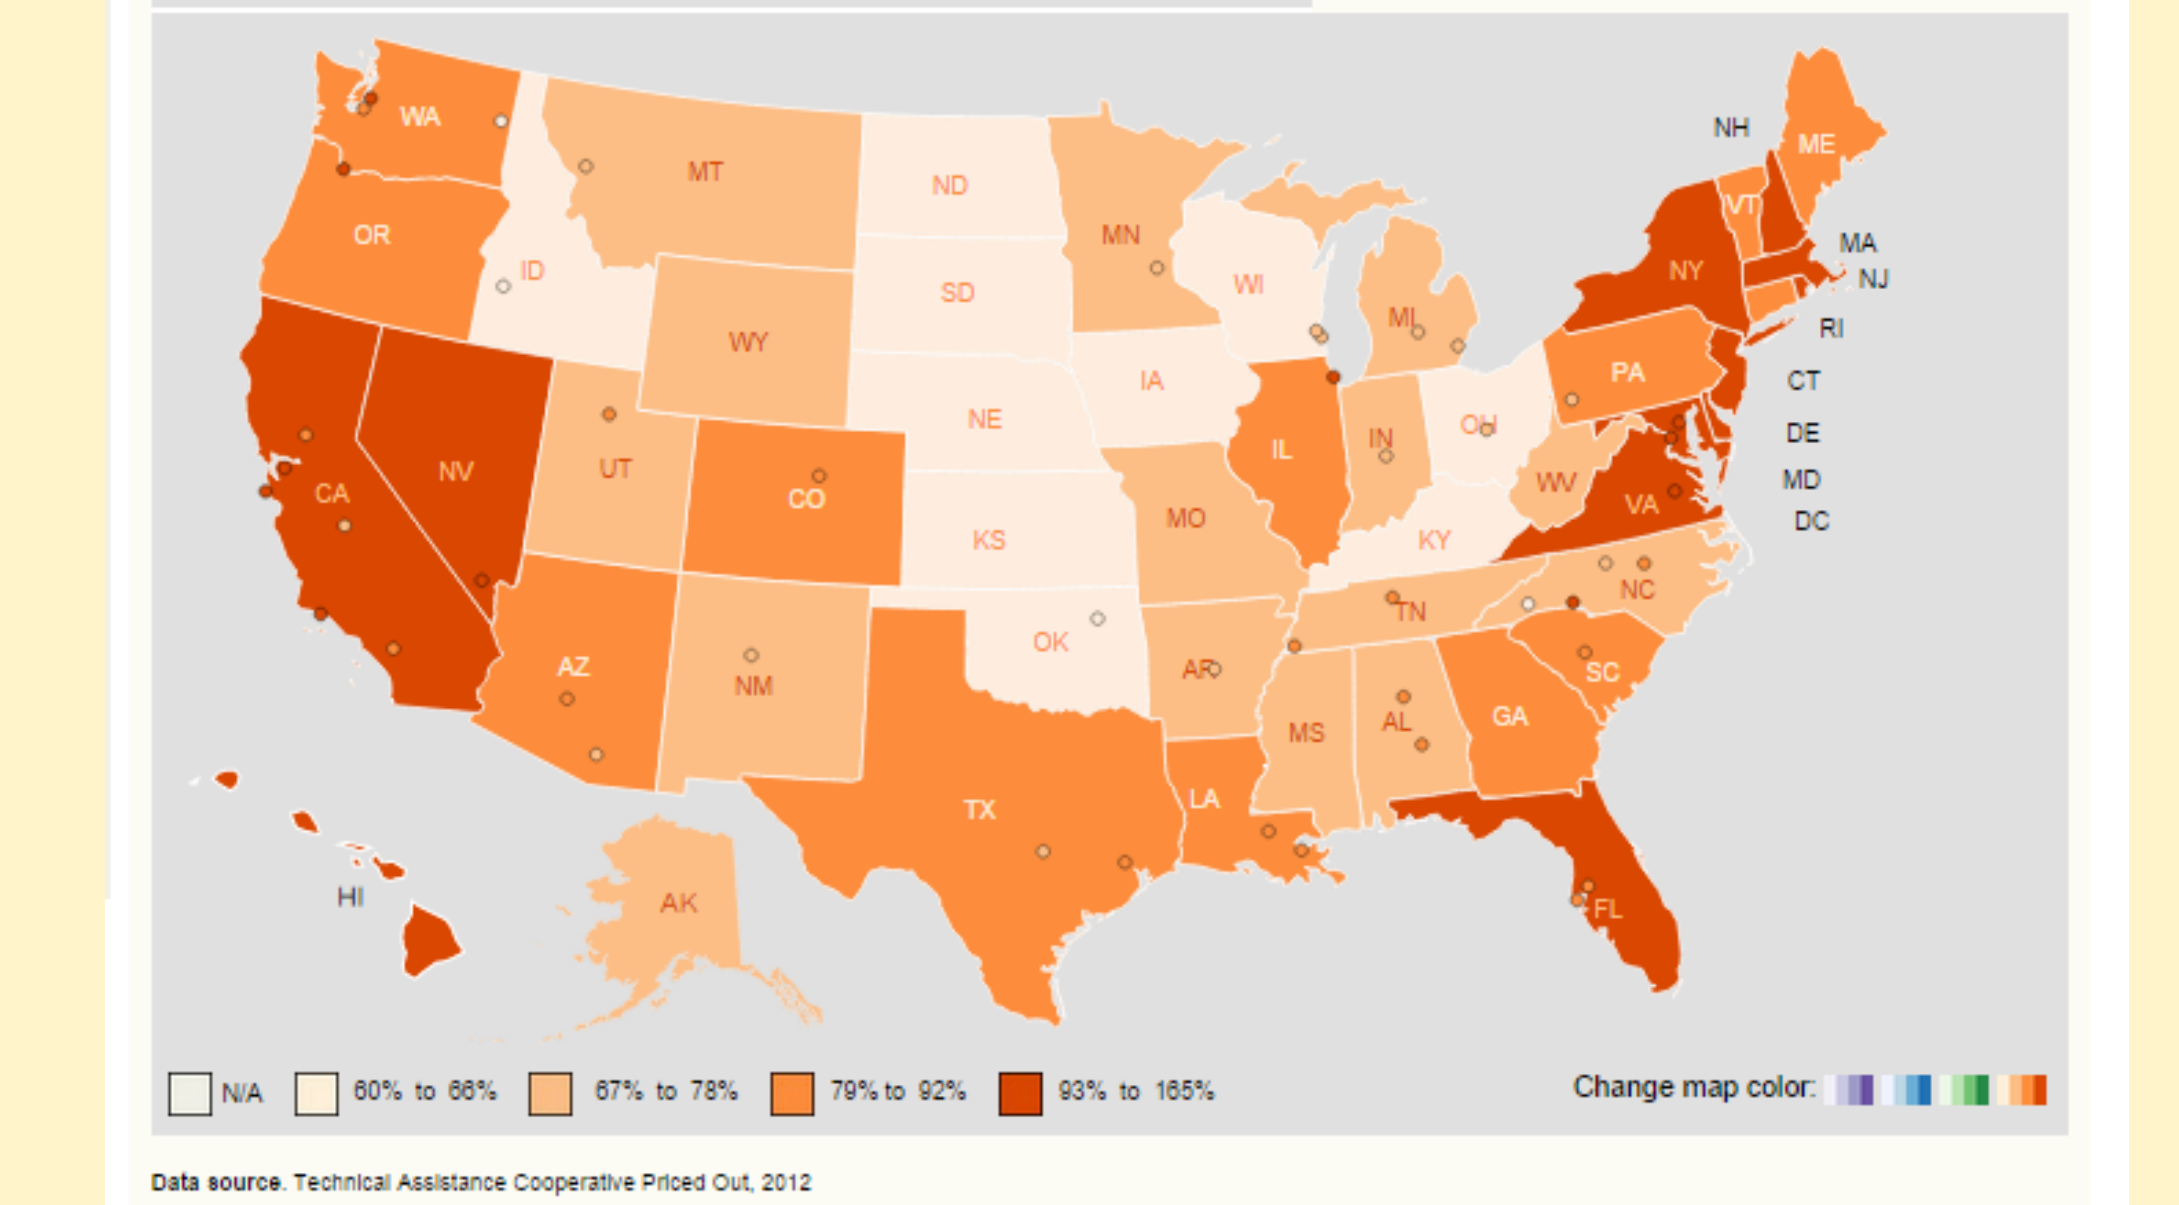 NH
WA
ME
MT
ND
VT
OR
MN
MA
ID
NY
NJ
SD
WI
MI
RI
WY
PA
IA
CT
NE
OH
DE
IN
IL
NV
UT
WV
MD
CA
CO
VA
MO
DC
KS
KY
NC
TN
OK
AZ
AR
SC
NM
GA
AL
MS
LA
TX
HI
AK
FL
N/A
60% to 66%
67% to 78%
79% to 92%
93% to 165%
Change map color:
Data source. Technical Assistance Cooperative Priced Out, 2012